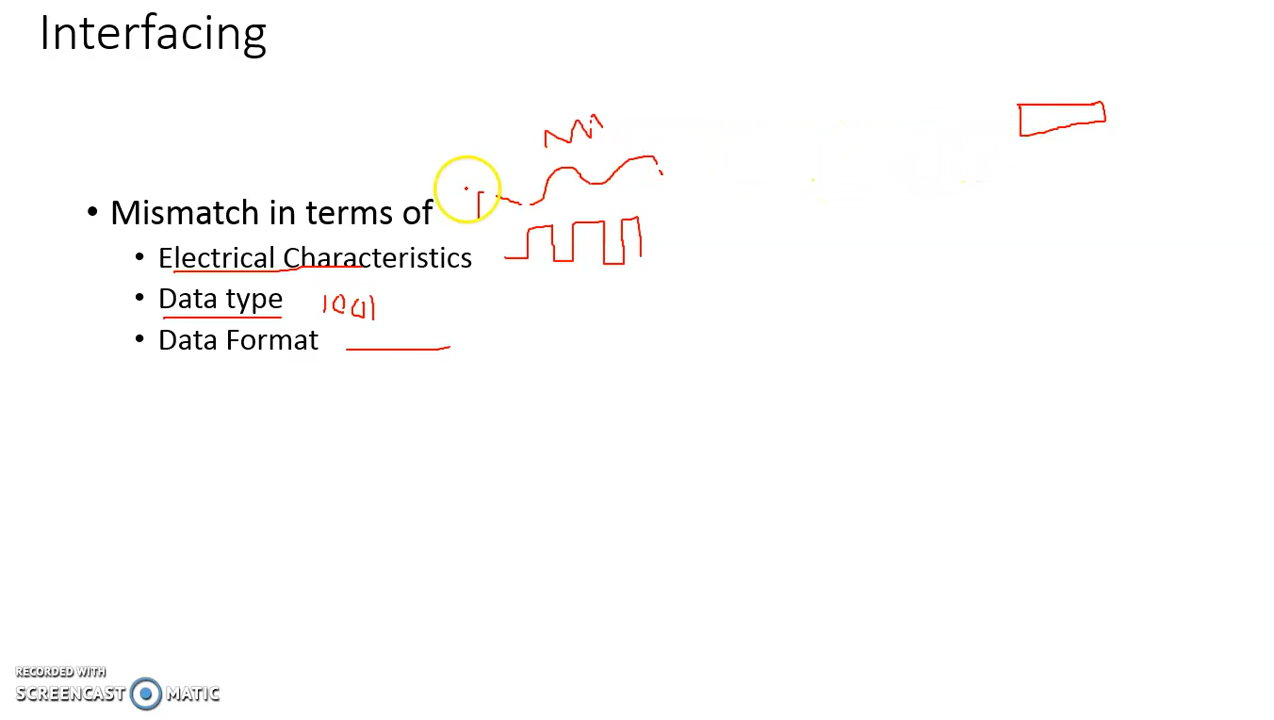 Interfacing
• Mismatch in terms of
• Electrical Characteristics
• Data type 1001
• Data Format
RECORDED WITH
SCREENCAST MATIC